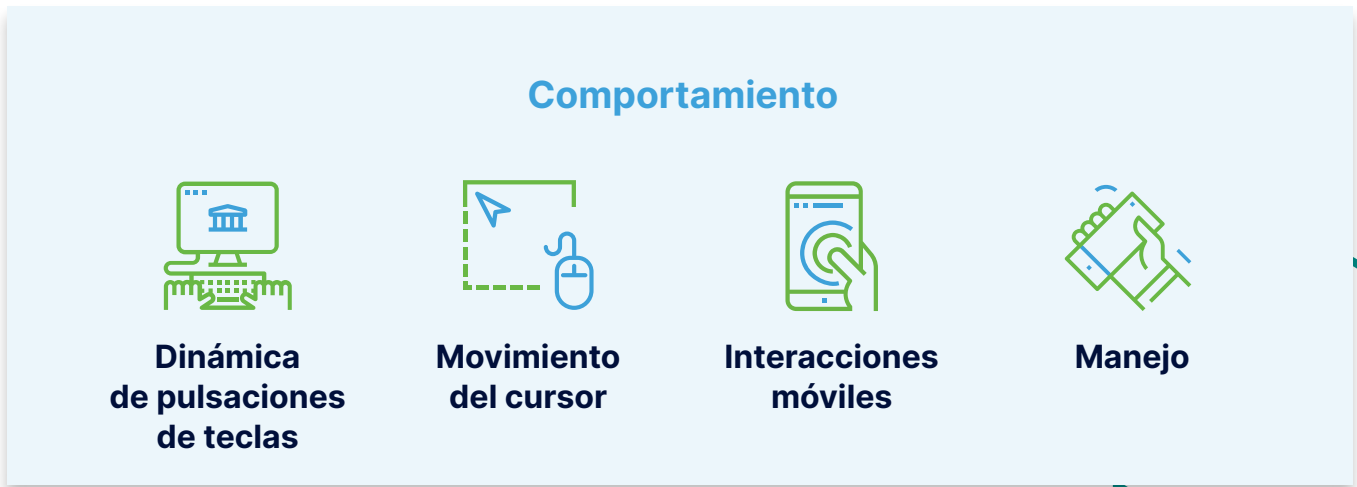 Comportamiento
Dinámica
de pulsaciones
de teclas
Movimiento
del cursor
Interacciones
móviles
Manejo